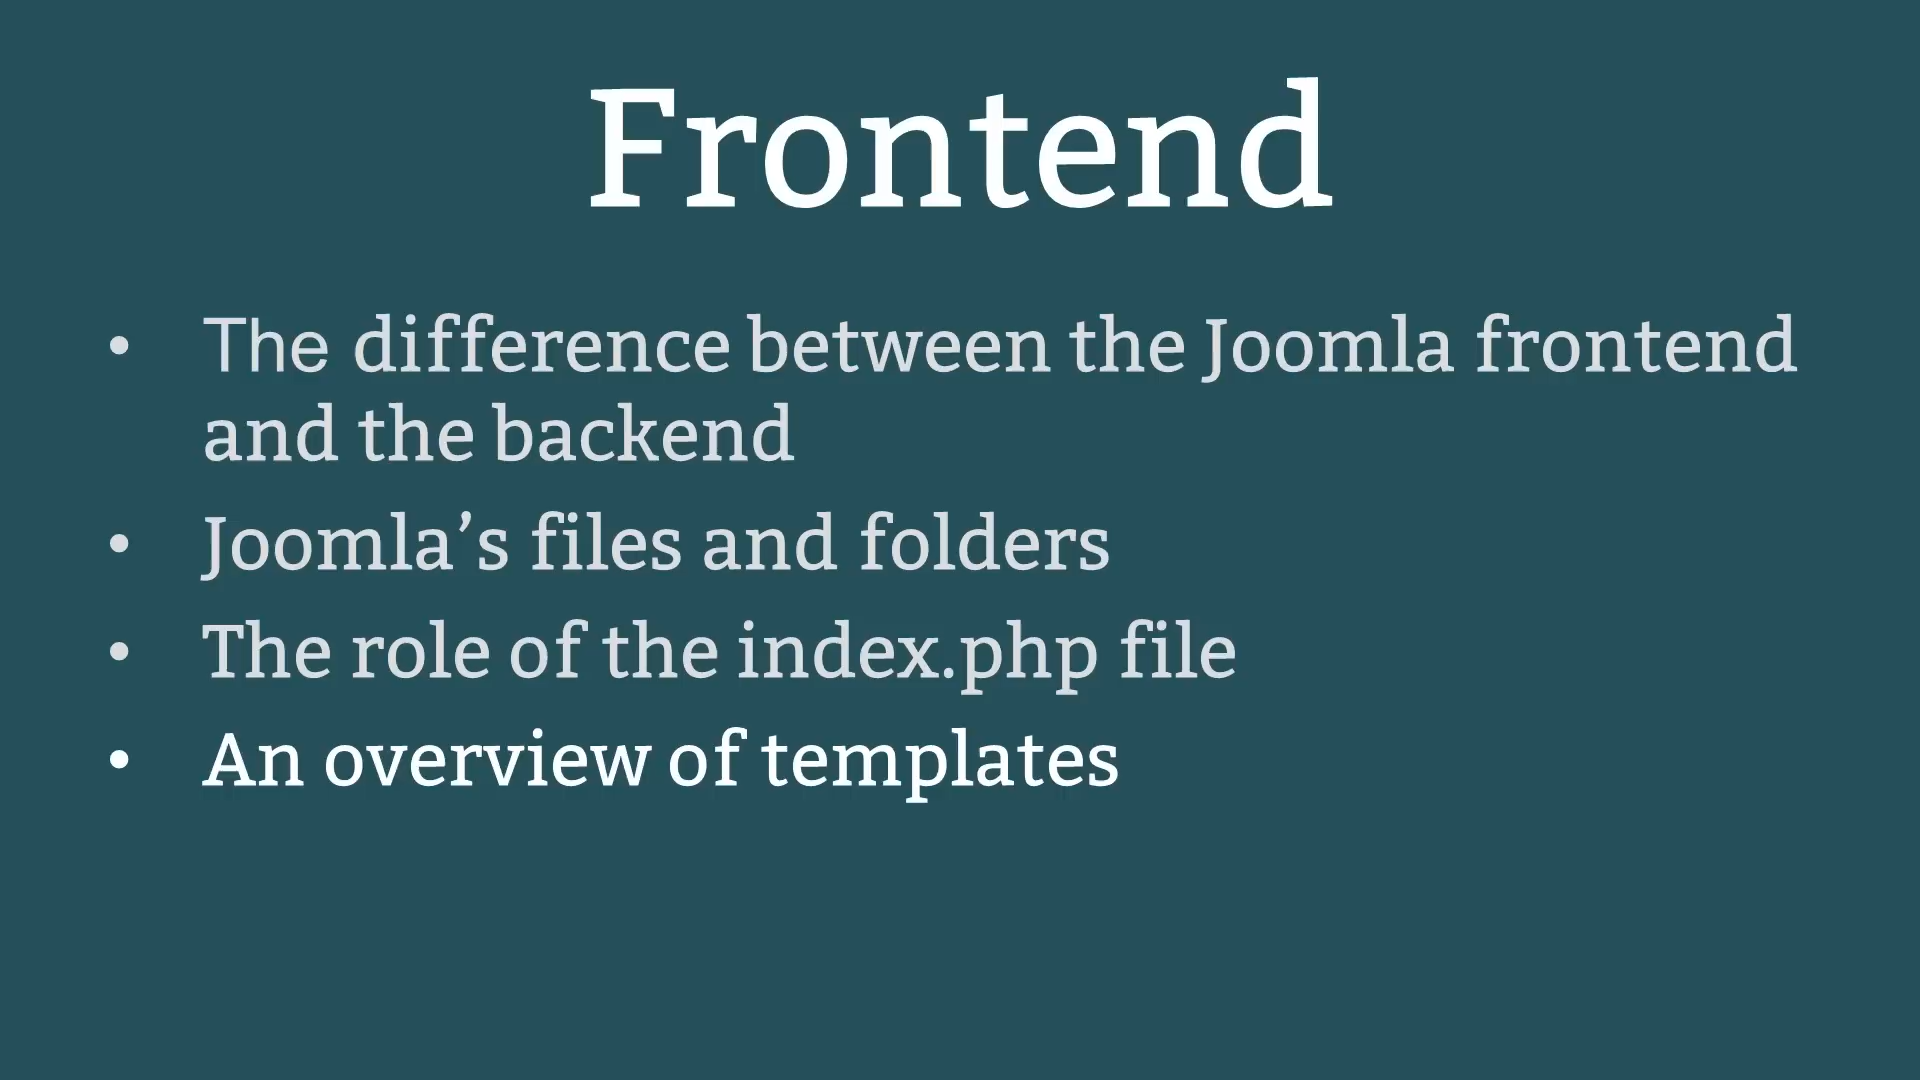 Frontend
• The difference between the Joomla frontend
and the backend
• Joomla’s files and folders
• The role of the index.php file
• An overview of templates